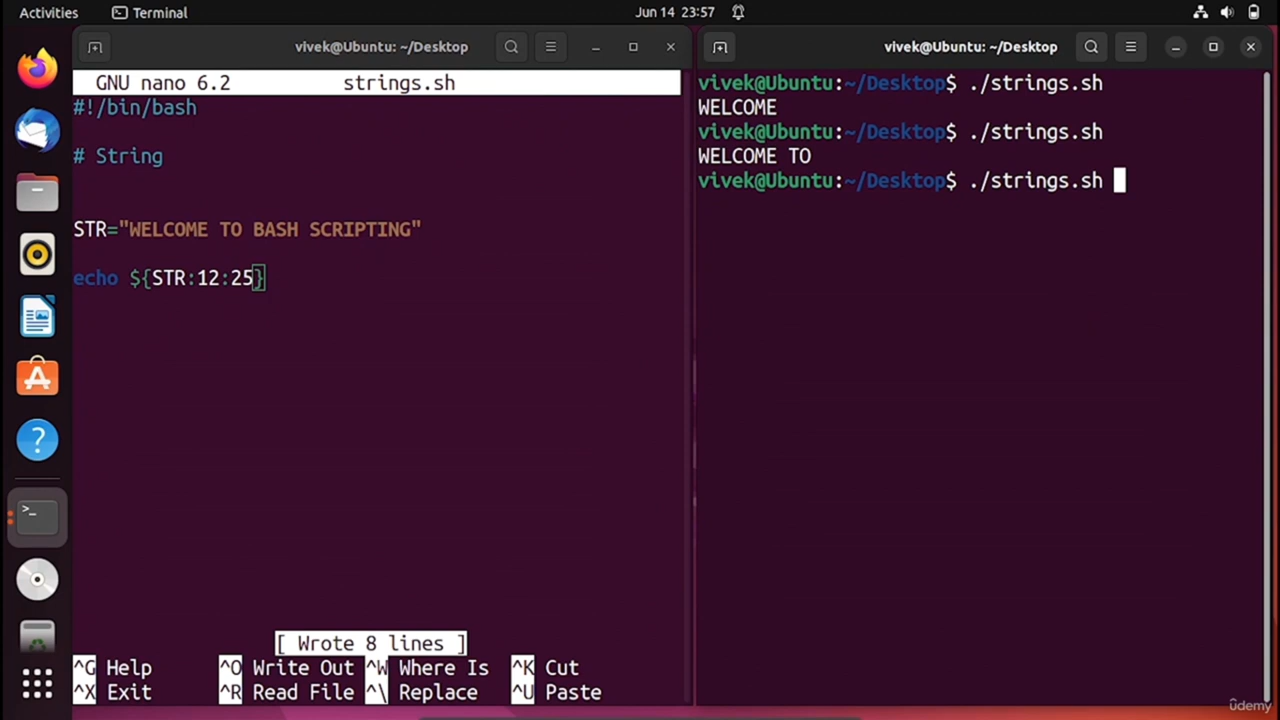 Activities Terminal Jun 14 23:57
vivek@Ubuntu: ~/Desktop
GNU nano 6.2 strings.sh
#!/bin/bash
# String
STR="WELCOME TO BASH SCRIPTING"
echo ${STR:12:25}
[ Wrote 8 lines ]
^G Help ^O Write Out ^W Where Is ^K Cut
^X Exit ^R Read File ^\ Replace ^U Paste
vivek@Ubuntu: ~/Desktop
vivek@Ubuntu:~/Desktop$ ./strings.sh
WELCOME
vivek@Ubuntu:~/Desktop$ ./strings.sh
WELCOME TO
vivek@Ubuntu:~/Desktop$ ./strings.sh
udemy